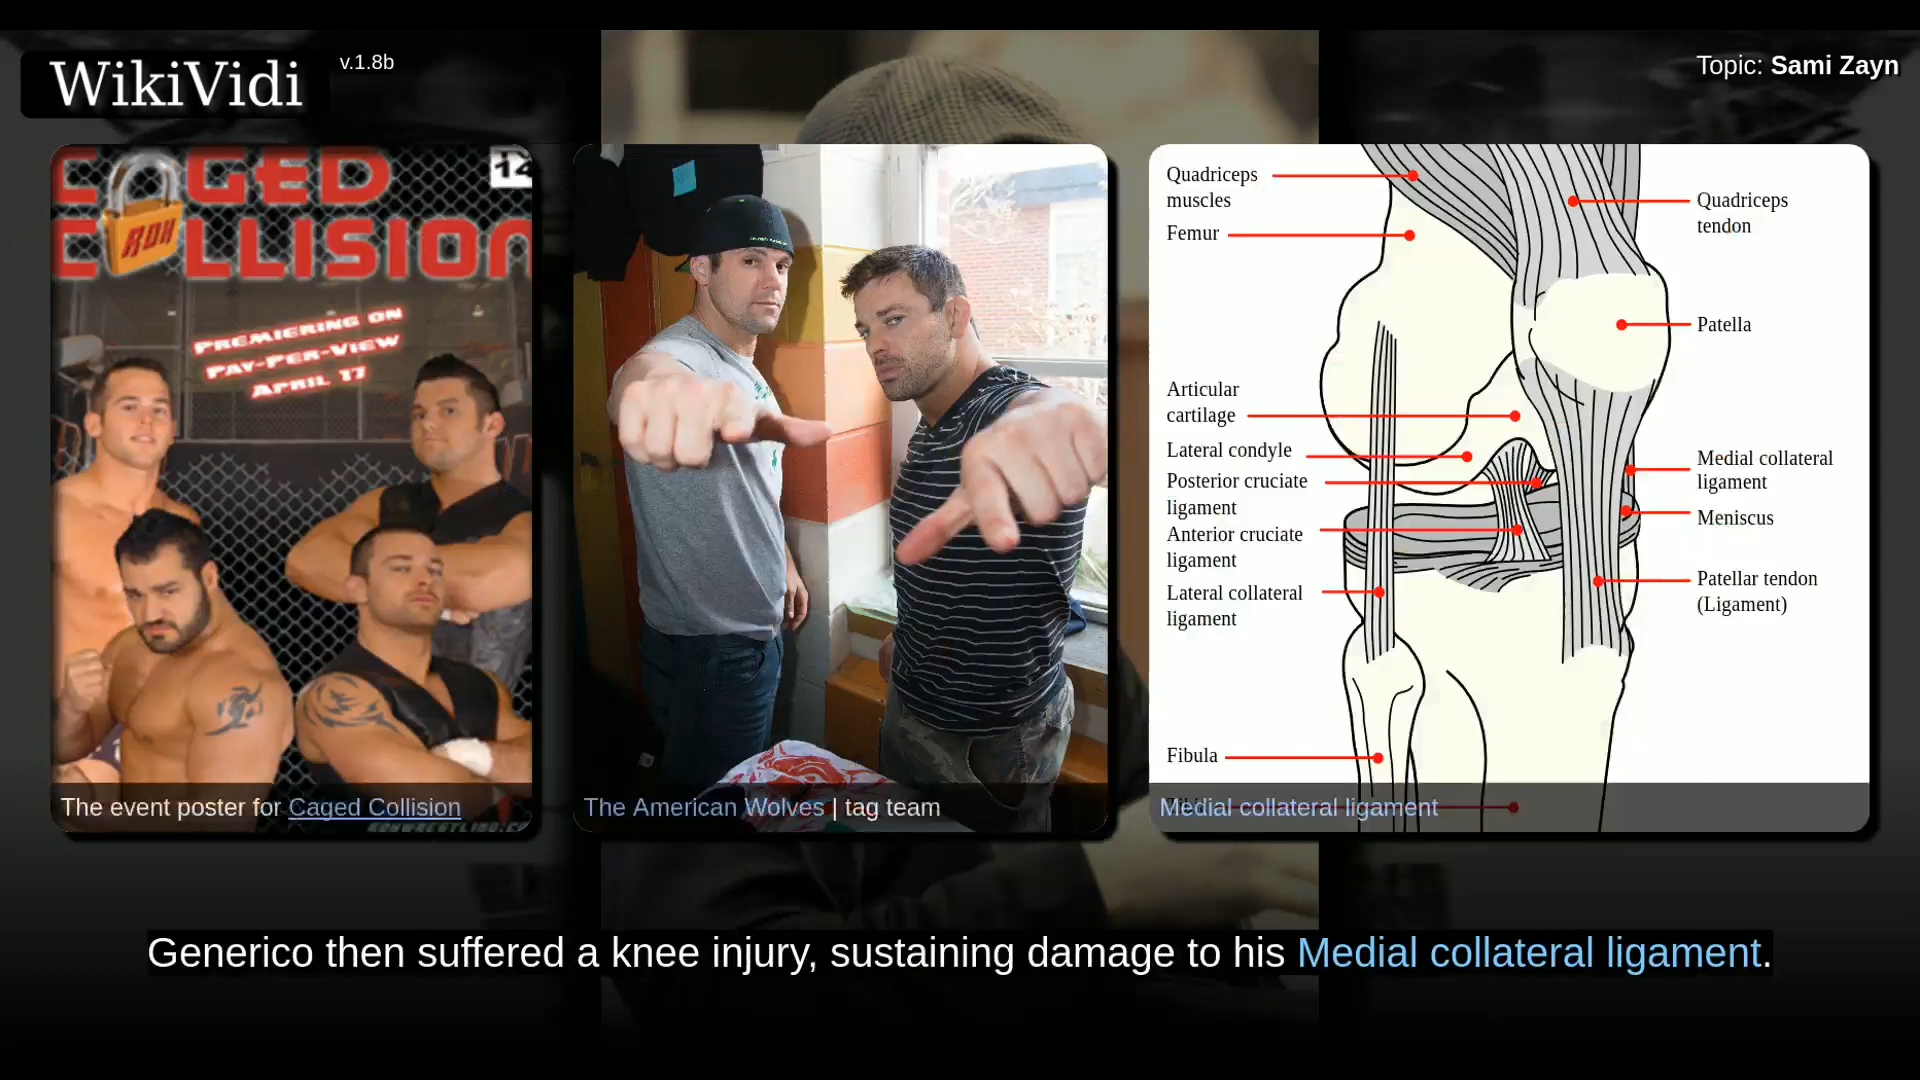 WikiVidi
v.1.8b
Topic: Sami Zayn
CAGED
COLLISION
ROH
14
PREMIERING ON
PAY-PER-VIEW
APRIL 17
The event poster for Caged Collision
The American Wolves | tag team
Quadriceps
muscles
Femur
Articular
cartilage
Lateral condyle
Posterior cruciate
ligament
Anterior cruciate
ligament
Lateral collateral
ligament
Fibula
Quadriceps
tendon
Patella
Medial collateral
ligament
Meniscus
Patellar tendon
(Ligament)
Medial collateral ligament
Generico then suffered a knee injury, sustaining damage to his Medial collateral ligament.